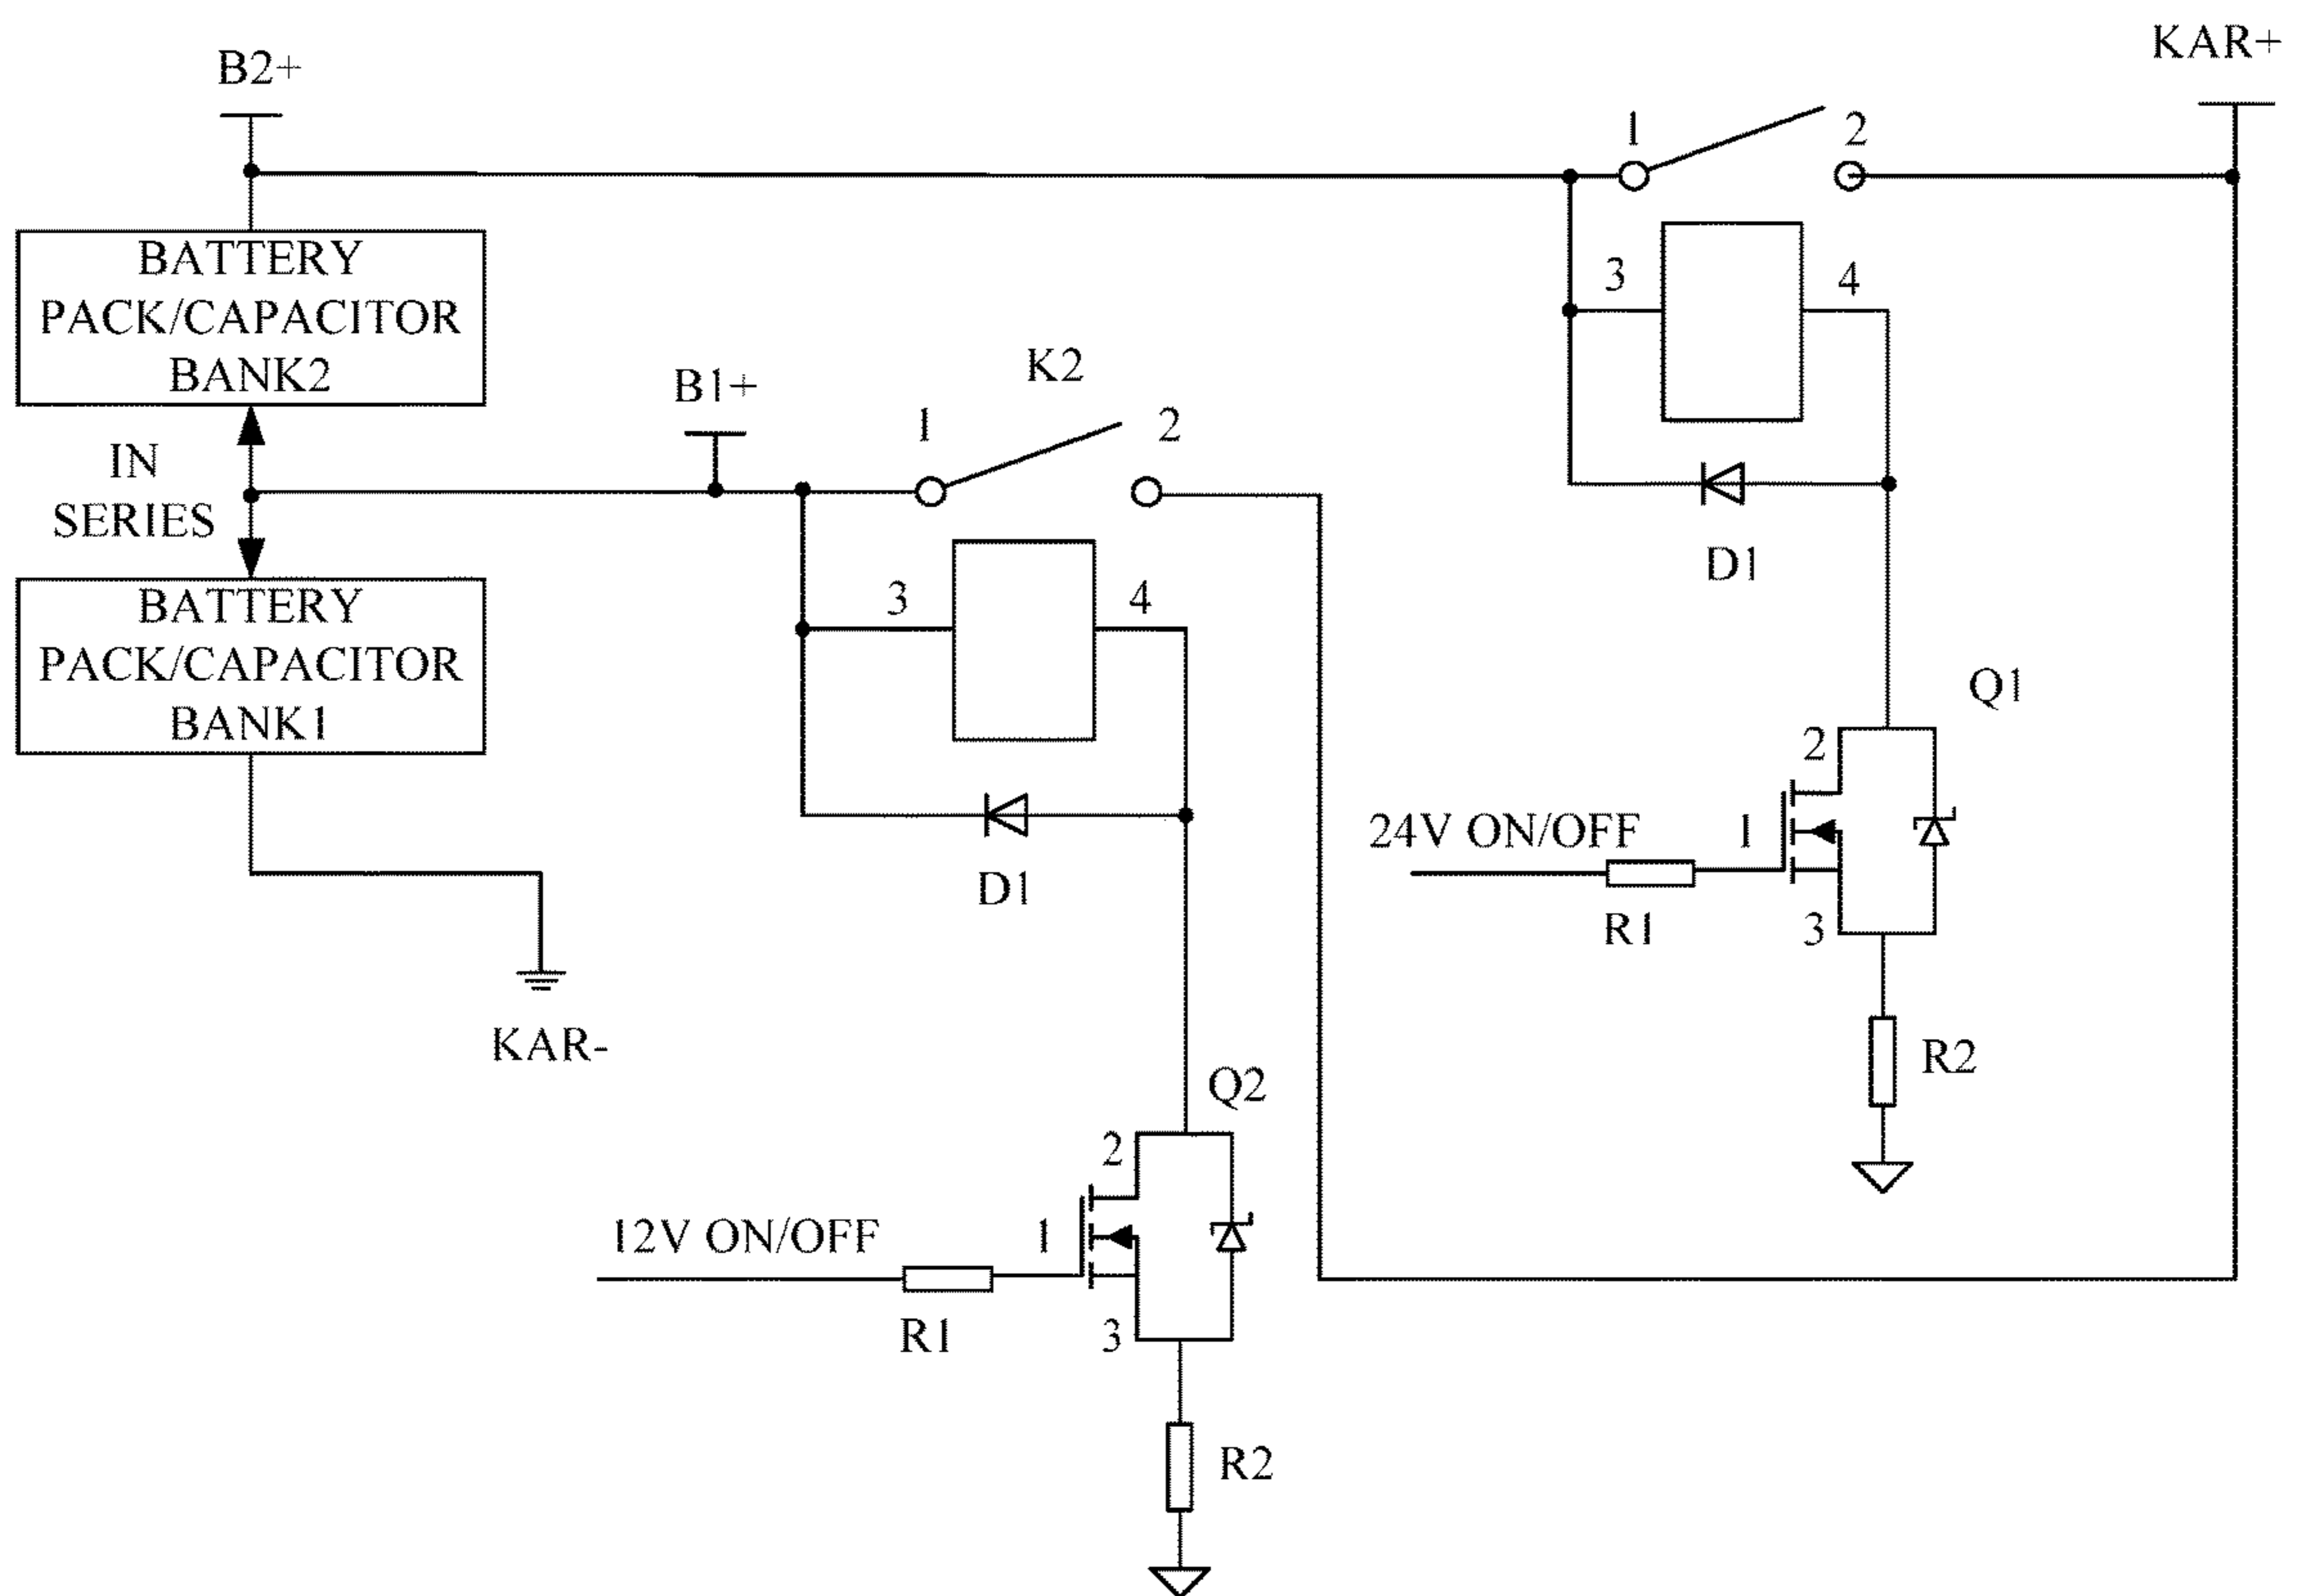 B2+
KAR+
1
2
BATTERY
PACK/CAPACITOR
BANK2
3
4
B1+
K2
1
2
IN
SERIES
D1
BATTERY
PACK/CAPACITOR
BANK1
3
4
Q1
2
24V ON/OFF
1
R1
3
D1
KAR-
R2
Q2
2
12V ON/OFF
1
R1
3
R2